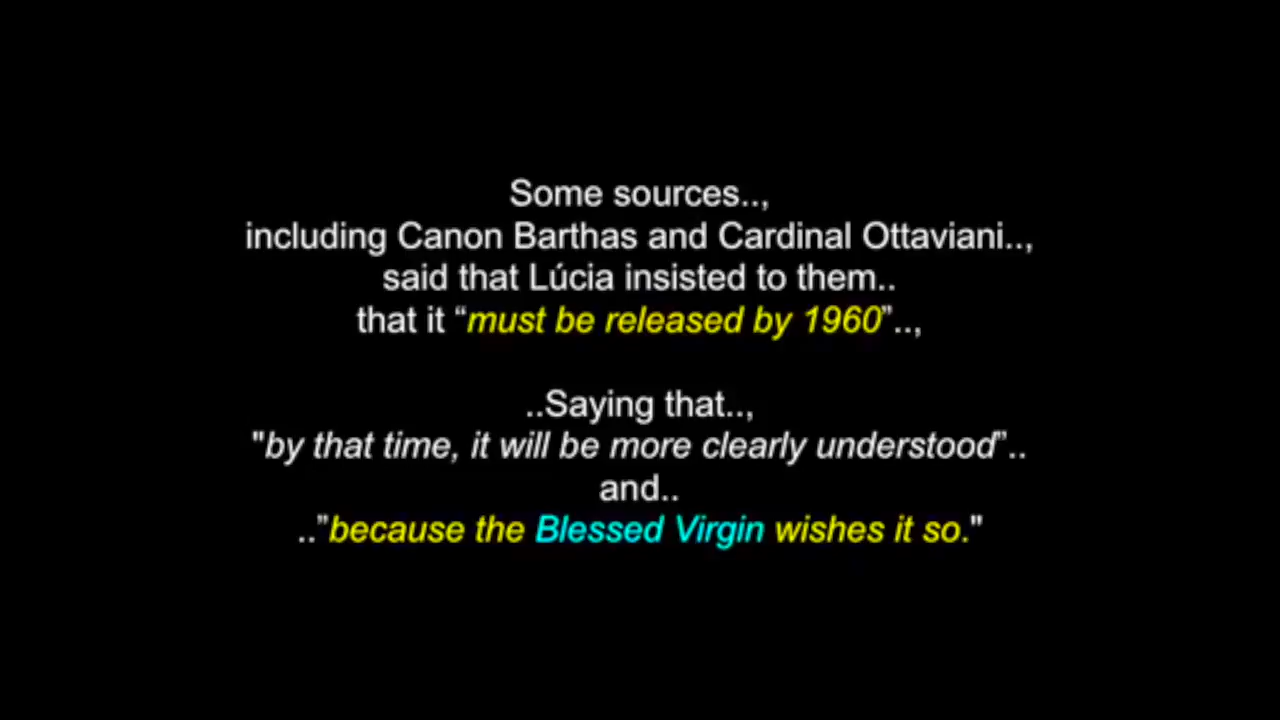 Some sources..,
including Canon Barthas and Cardinal Ottaviani..,
said that Lúcia insisted to them..
that it “must be released by 1960”..,
..Saying that..,
"by that time, it will be more clearly understood”..
and..
..”because the Blessed Virgin wishes it so."